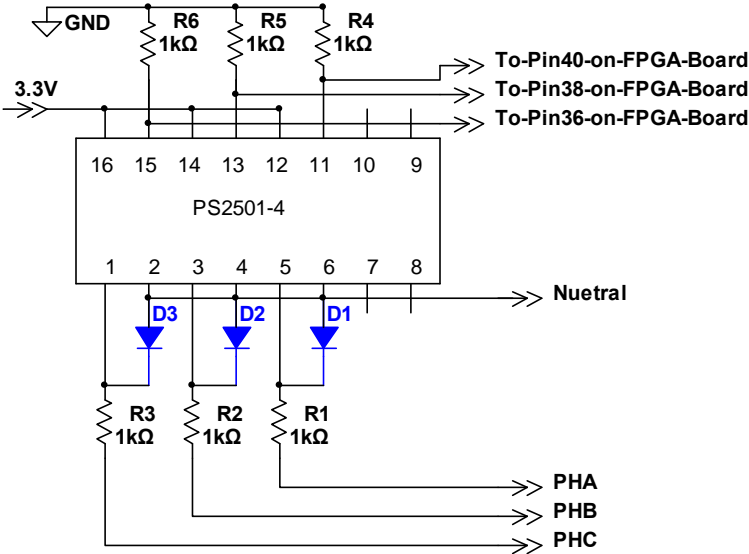 GND
R6 R5 R4
1kΩ 1kΩ 1kΩ
To-Pin40-on-FPGA-Board
3.3V
To-Pin38-on-FPGA-Board
To-Pin36-on-FPGA-Board
16 15 14 13 12 11 10 9
PS2501-4
1 2 3 4 5 6 7 8
Nuetral
D3 D2 D1
R3 R2 R1
1kΩ 1kΩ 1kΩ
PHA
PHB
PHC